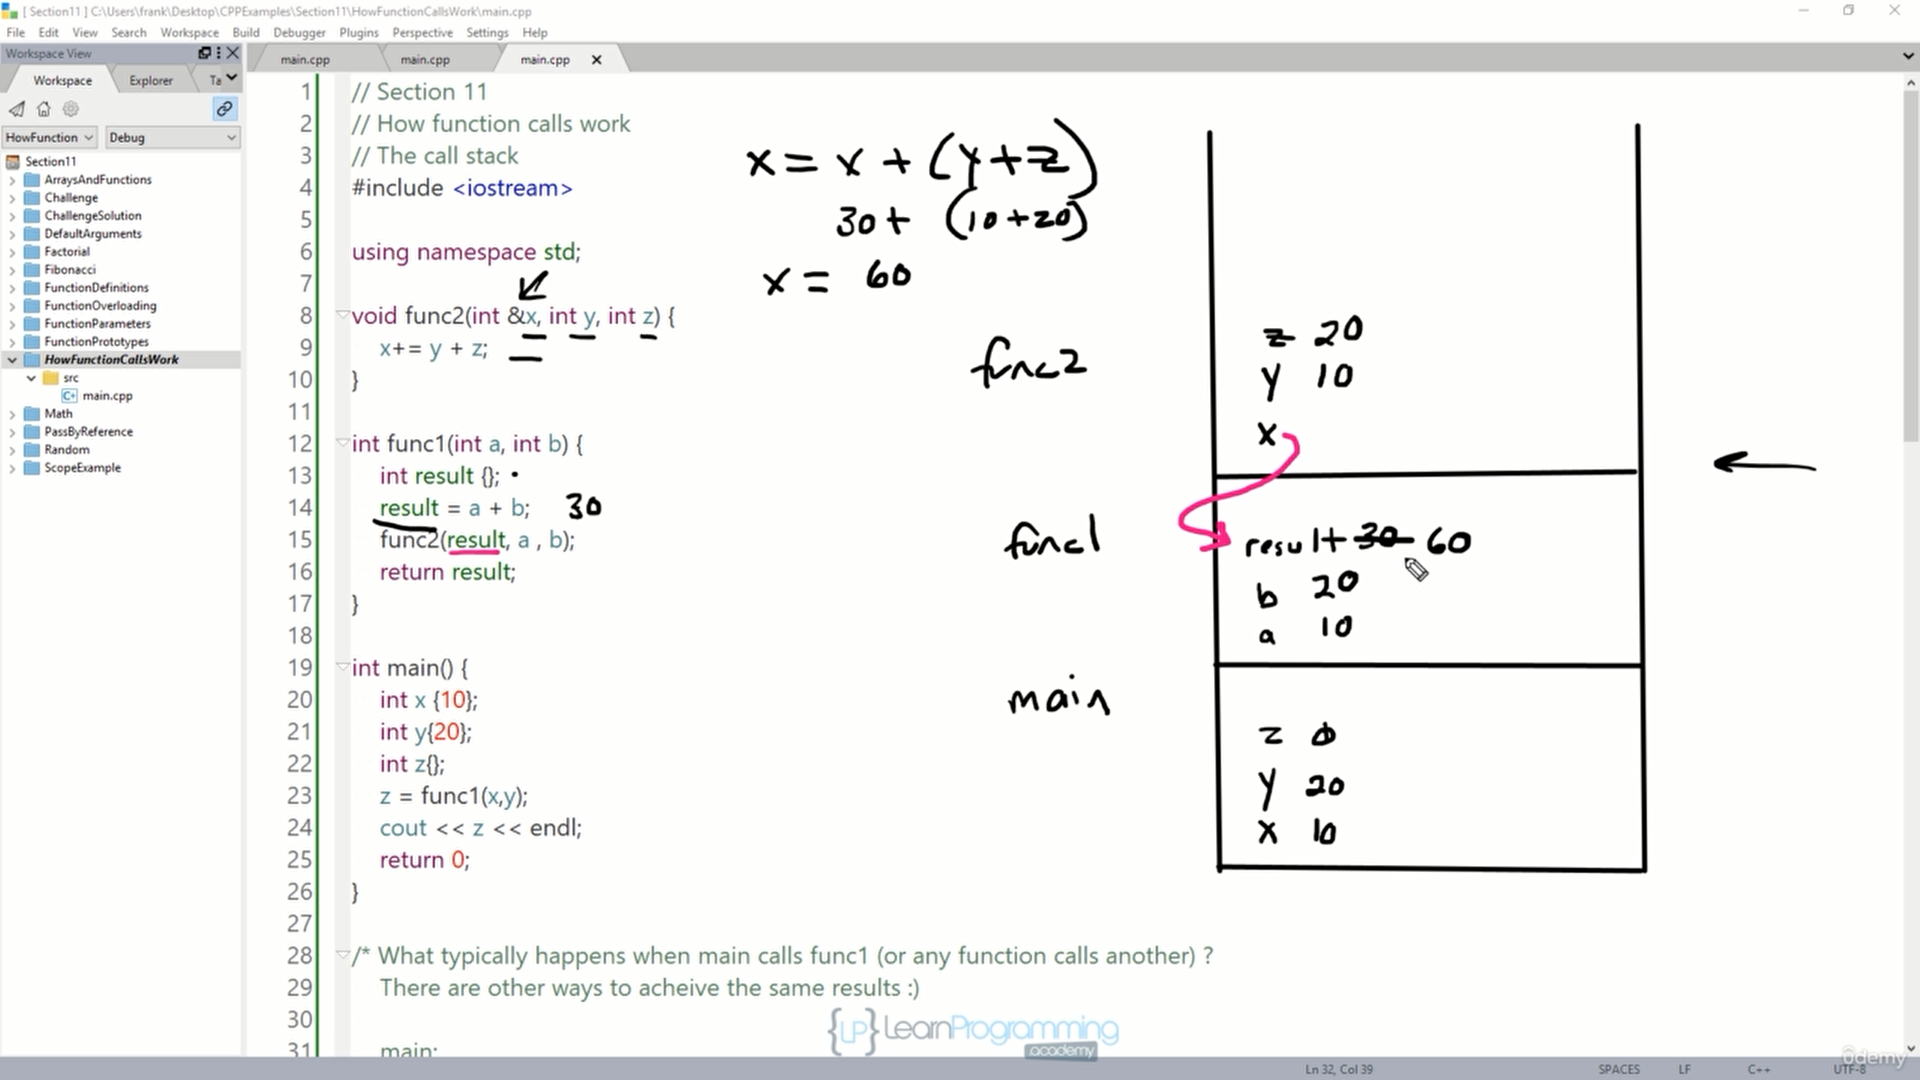 [ Section11 ] C:\Users\frank\Desktop\CPPExamples\Section11\HowFunctionCallsWork\main.cpp
File Edit View Search Workspace Build Debugger Plugins Perspective Settings Help
Workspace View
Workspace Explorer Ta
HowFunction Debug
Section11
ArraysAndFunctions
Challenge
ChallengeSolution
DefaultArguments
Factorial
Fibonacci
FunctionDefinitions
FunctionOverloading
FunctionParameters
FunctionPrototypes
HowFunctionCallsWork
src
main.cpp
Math
PassByReference
Random
ScopeExample
main.cpp main.cpp main.cpp
1 // Section 11
2 // How function calls work
3 // The call stack
4 #include <iostream>
5
6 using namespace std;
7
8 void func2(int &x, int y, int z) {
9 x+= y + z;
10 }
11
12 int func1(int a, int b) {
13 int result {};
14 result = a + b; 30
15 func2(result, a , b);
16 return result;
17 }
18
19 int main() {
20 int x {10};
21 int y{20};
22 int z{};
23 z = func1(x,y);
24 cout << z << endl;
25 return 0;
26 }
27
28 /* What typically happens when main calls func1 (or any function calls another) ?
29 There are other ways to acheive the same results :)
30
31 main:
x = x + (y+z)
30+ (10+20)
x = 60
func2
z 20
y 10
x
func1
result 30 60
b 20
a 10
main
z 0
y 20
x 10
{LP} LearnProgramming
academy
ûdemy
Ln 32, Col 39 SPACES LF C++ UTF-8